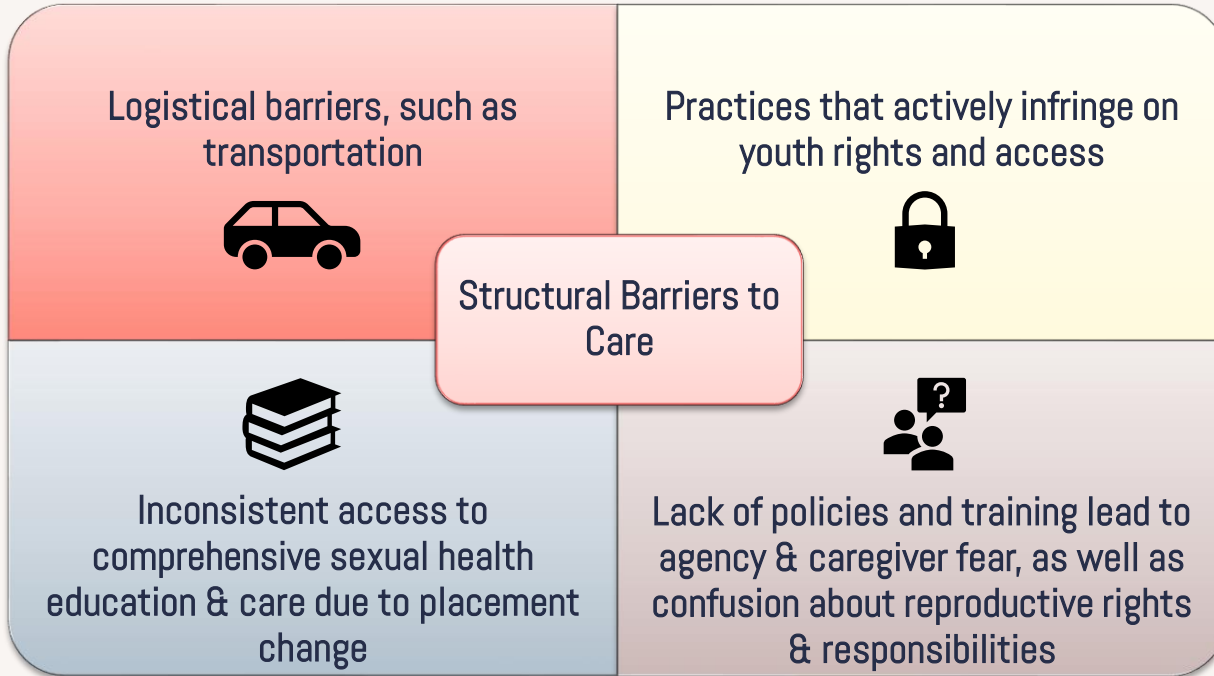 Logistical barriers, such as
transportation
Practices that actively infringe on
youth rights and access
Structural Barriers to
Care
?
Inconsistent access to
comprehensive sexual health
education & care due to placement
change
Lack of policies and training lead to
agency & caregiver fear, as well as
confusion about reproductive rights
& responsibilities